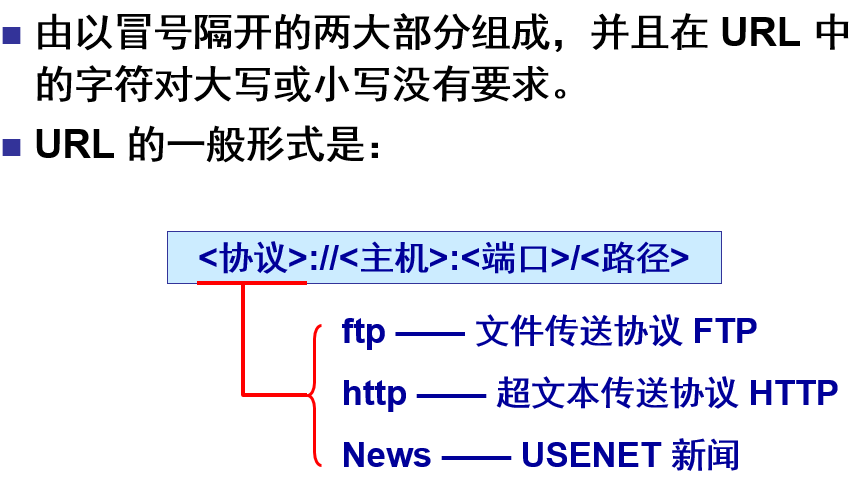 由以冒号隔开的两大部分组成，并且在 URL 中
的字符对大写或小写没有要求。
URL 的一般形式是：
<协议>://<主机>:<端口>/<路径>
ftp —— 文件传送协议 FTP
http —— 超文本传送协议 HTTP
News —— USENET 新闻